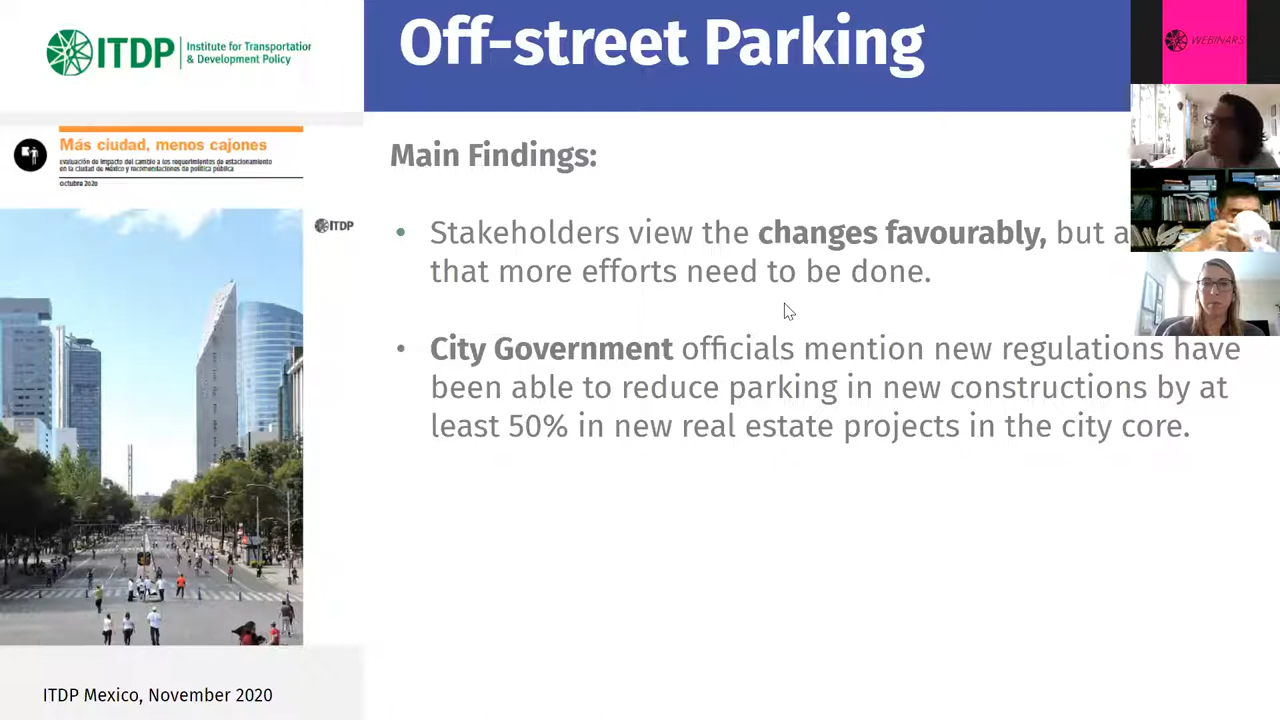 Off-street Parking
ITDP
Institute for Transportation
& Development Policy
WEBINARS
Más ciudad, menos cajones
Evaluación de impacto del cambio a los requerimientos de estacionamiento
en la ciudad de México y recomendaciones de política pública
octubre 2020
ITDP
Main Findings:
• Stakeholders view the changes favourably, but a
that more efforts need to be done.
• City Government officials mention new regulations have
been able to reduce parking in new constructions by at
least 50% in new real estate projects in the city core.
ITDP Mexico, November 2020